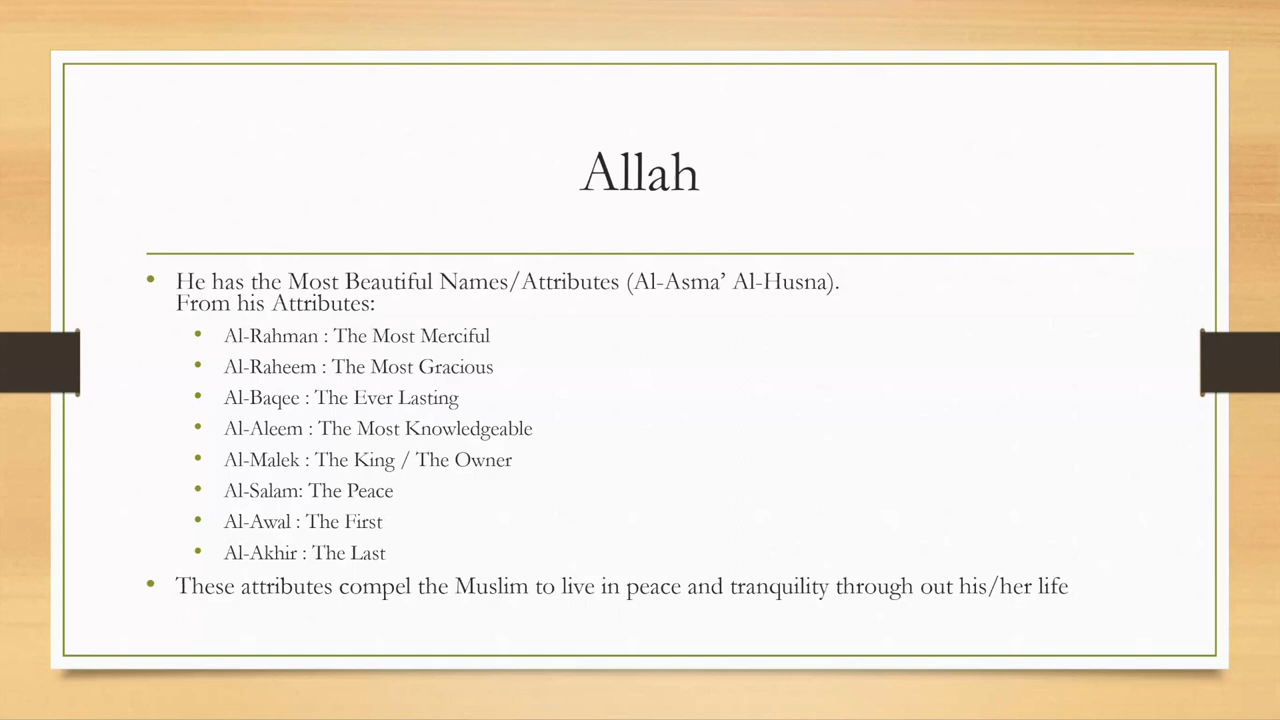 Allah
• He has the Most Beautiful Names/Attributes (Al-Asma’ Al-Husna).
From his Attributes:
• Al-Rahman : The Most Merciful
• Al-Raheem : The Most Gracious
• Al-Baqee : The Ever Lasting
• Al-Aleem : The Most Knowledgeable
• Al-Malek : The King / The Owner
• Al-Salam: The Peace
• Al-Awal : The First
• Al-Akhir : The Last
• These attributes compel the Muslim to live in peace and tranquility through out his/her life